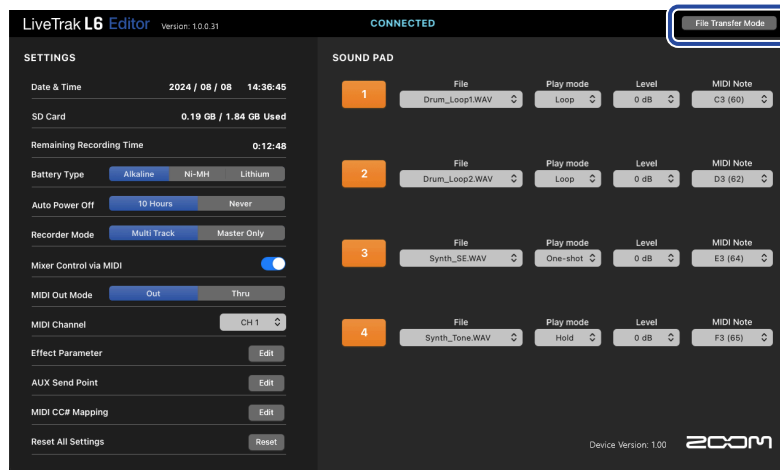 LiveTrak L6 Editor Version: 1.0.0.31
CONNECTED
File Transfer Mode
SETTINGS
Date & Time 2024 / 08 / 08 14:36:45
SD Card 0.19 GB / 1.84 GB Used
Remaining Recording Time 0:12:48
Battery Type Alkaline Ni-MH Lithium
Auto Power Off 10 Hours Never
Recorder Mode Multi Track Master Only
Mixer Control via MIDI
MIDI Out Mode Out Thru
MIDI Channel CH 1
Effect Parameter Edit
AUX Send Point Edit
MIDI CC# Mapping Edit
Reset All Settings Reset
SOUND PAD
File Play mode Level MIDI Note
1 Drum_Loop1.WAV Loop 0 dB C3 (60)
File Play mode Level MIDI Note
2 Drum_Loop2.WAV Loop 0 dB D3 (62)
File Play mode Level MIDI Note
3 Synth_SE.WAV One-shot 0 dB E3 (64)
File Play mode Level MIDI Note
4 Synth_Tone.WAV Hold 0 dB F3 (65)
Device Version: 1.00 ZOOM